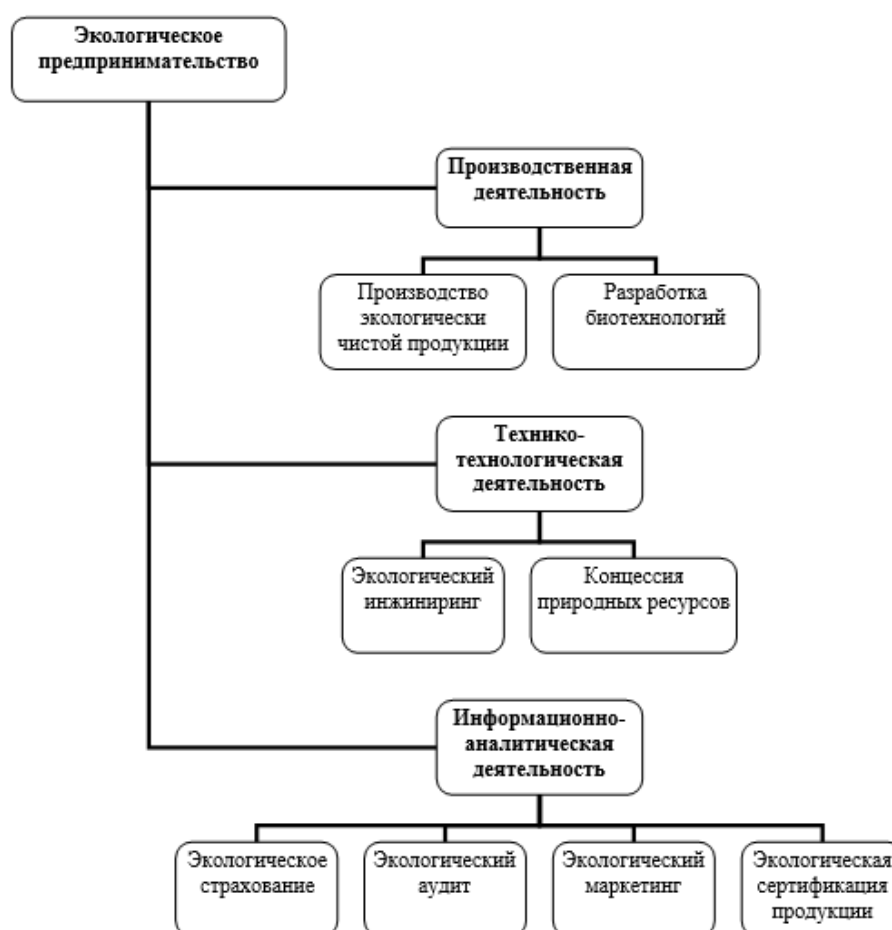 Экологическое
предпринимательство
Производственная
деятельность
Производство
экологически
чистой продукции
Разработка
биотехнологий
Технико-
технологическая
деятельность
Экологический
инжиниринг
Концессия
природных ресурсов
Информационно-
аналитическая
деятельность
Экологическое
страхование
Экологический
аудит
Экологический
маркетинг
Экологическая
сертификация
продукции